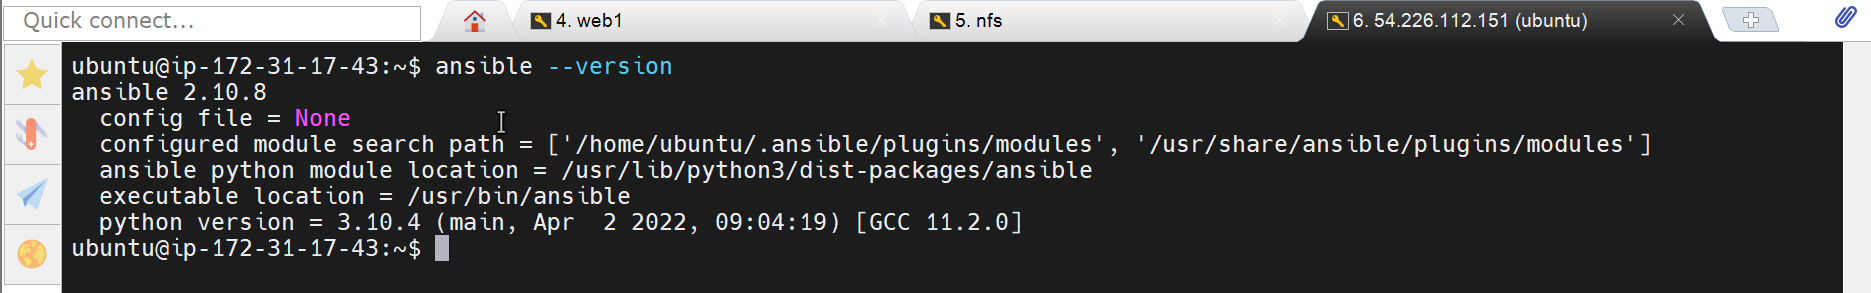 Quick connect...
4. web1
5. nfs
6. 54.226.112.151 (ubuntu)
ubuntu@ip-172-31-17-43:~$ ansible --version
ansible 2.10.8
  config file = None
  configured module search path = ['/home/ubuntu/.ansible/plugins/modules', '/usr/share/ansible/plugins/modules']
  ansible python module location = /usr/lib/python3/dist-packages/ansible
  executable location = /usr/bin/ansible
  python version = 3.10.4 (main, Apr  2 2022, 09:04:19) [GCC 11.2.0]
ubuntu@ip-172-31-17-43:~$